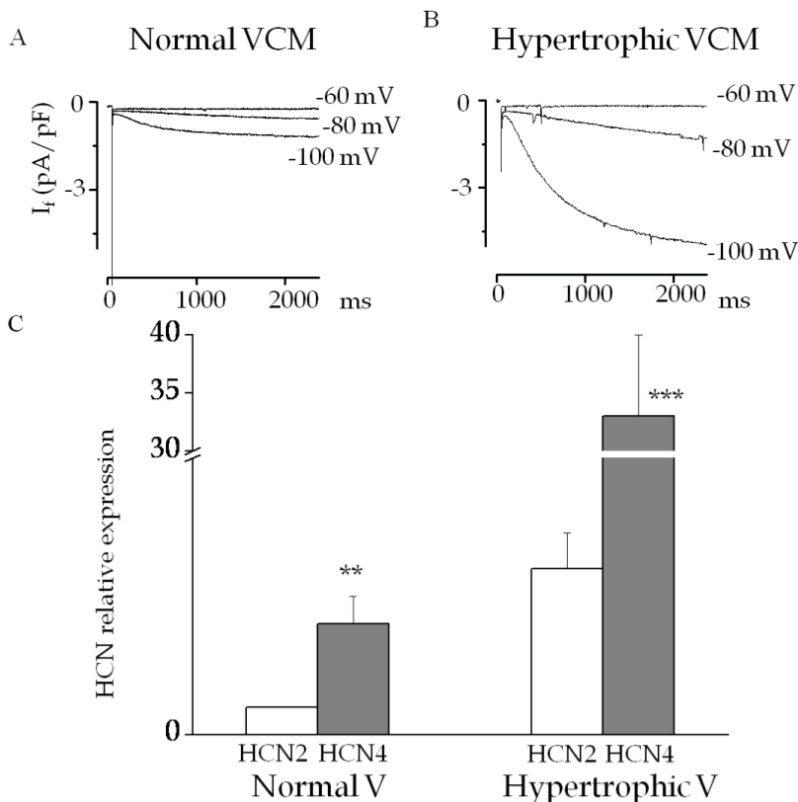 A
Normal VCM
B
Hypertrophic VCM
0
-3
I_f (pA/pF)
-60 mV
-80 mV
-100 mV
0
1000
2000
ms
0
-3
-60 mV
-80 mV
-100 mV
0
1000
2000
ms
C
40
35
30
0
HCN relative expression
**
***
HCN2
HCN4
HCN2
HCN4
Normal V
Hypertrophic V